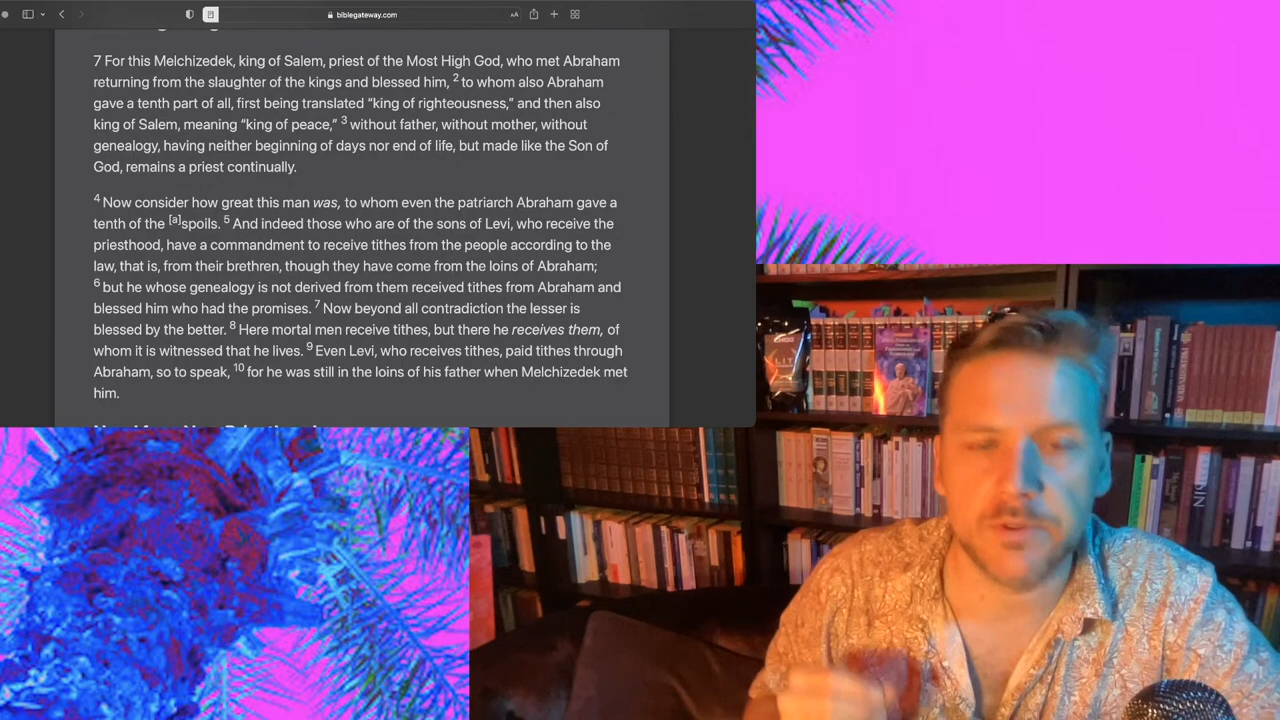 biblegateway.com
7 For this Melchizedek, king of Salem, priest of the Most High God, who met Abraham
returning from the slaughter of the kings and blessed him, 2 to whom also Abraham
gave a tenth part of all, first being translated “king of righteousness,” and then also
king of Salem, meaning “king of peace,” 3 without father, without mother, without
genealogy, having neither beginning of days nor end of life, but made like the Son of
God, remains a priest continually.
4 Now consider how great this man was, to whom even the patriarch Abraham gave a
tenth of the [a]spoils. 5 And indeed those who are of the sons of Levi, who receive the
priesthood, have a commandment to receive tithes from the people according to the
law, that is, from their brethren, though they have come from the loins of Abraham;
6 but he whose genealogy is not derived from them received tithes from Abraham and
blessed him who had the promises. 7 Now beyond all contradiction the lesser is
blessed by the better. 8 Here mortal men receive tithes, but there he receives them, of
whom it is witnessed that he lives. 9 Even Levi, who receives tithes, paid tithes through
Abraham, so to speak, 10 for he was still in the loins of his father when Melchizedek met
him.